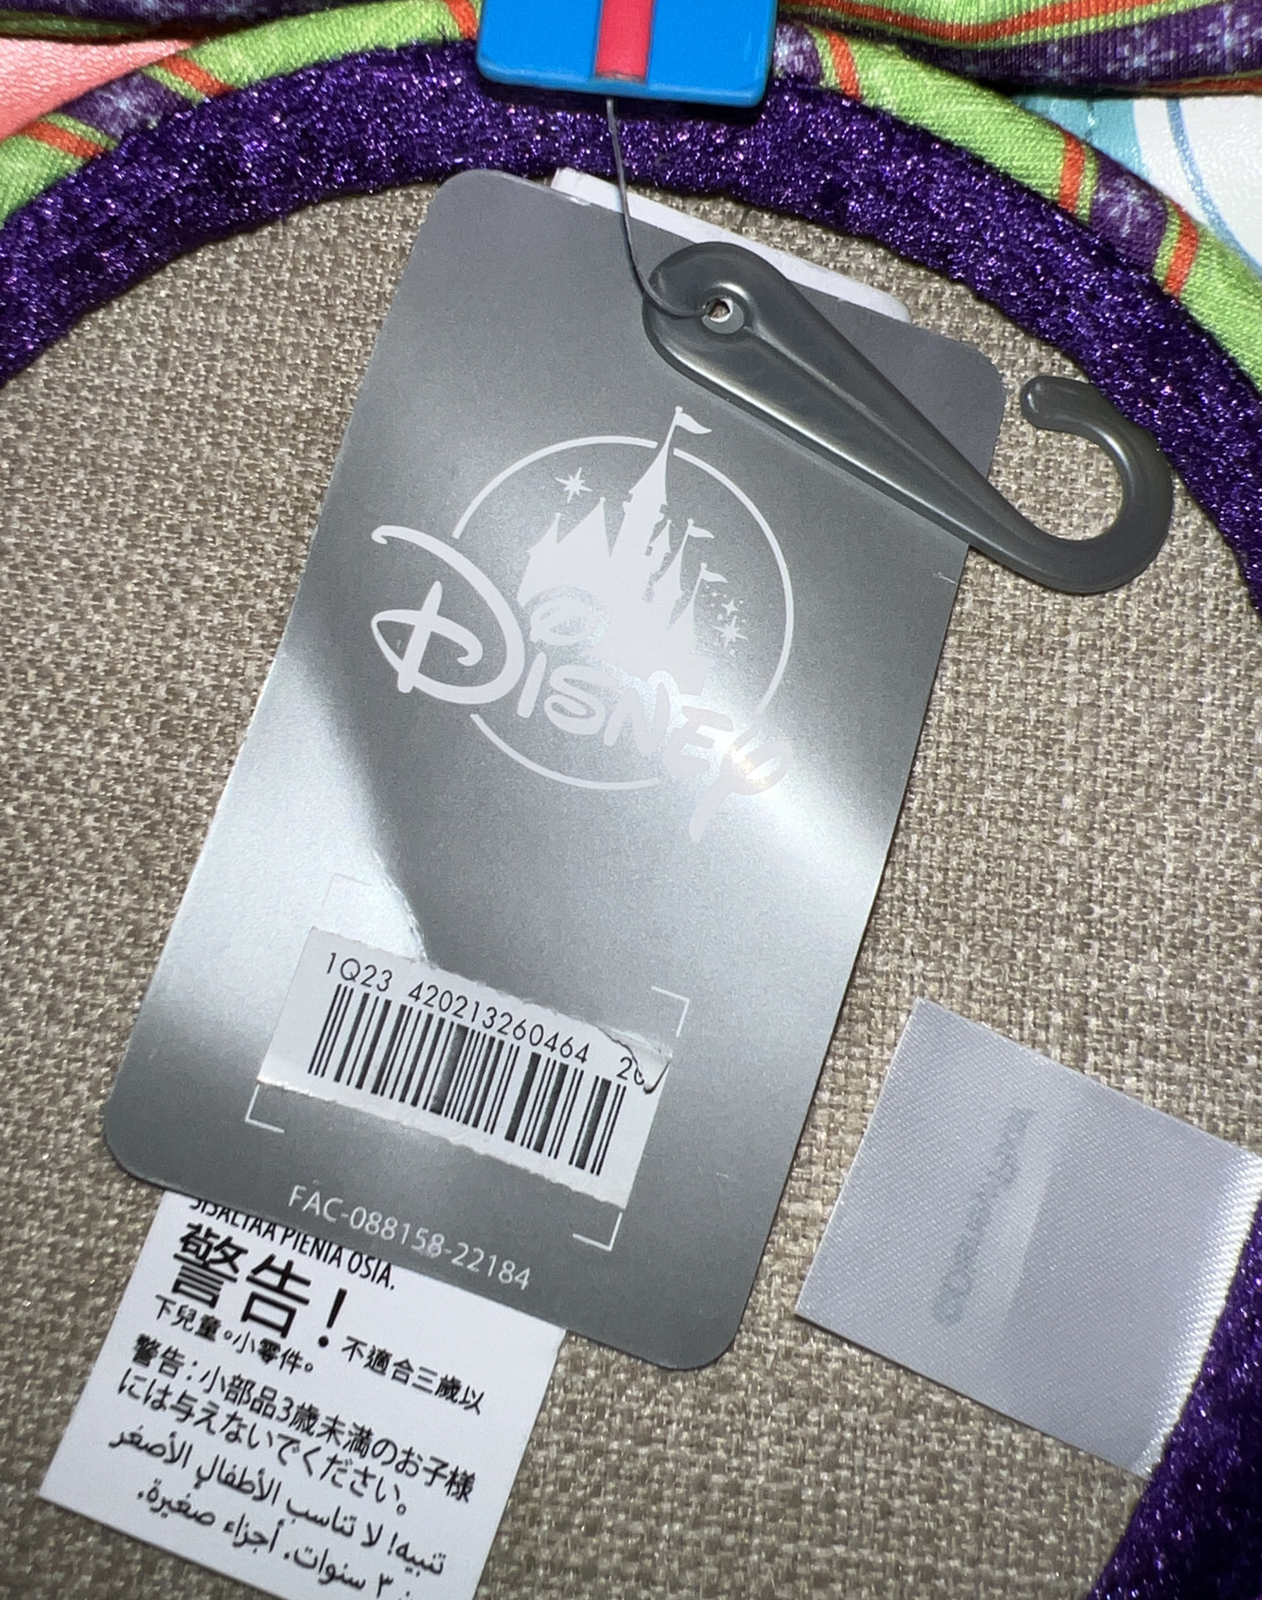 DISNEY
1Q23 420213260464
FAC-088158-22184
SISÄLTÄÄ PIENIÄ OSIA.
警告！不適合三歲以
下兒童。小零件。
警告：小部品3歳未満のお子様
には与えないでください。
تنبيه! لا تناسب الأطفال الأصغر
٣ سنوات. أجزاء صغيرة.